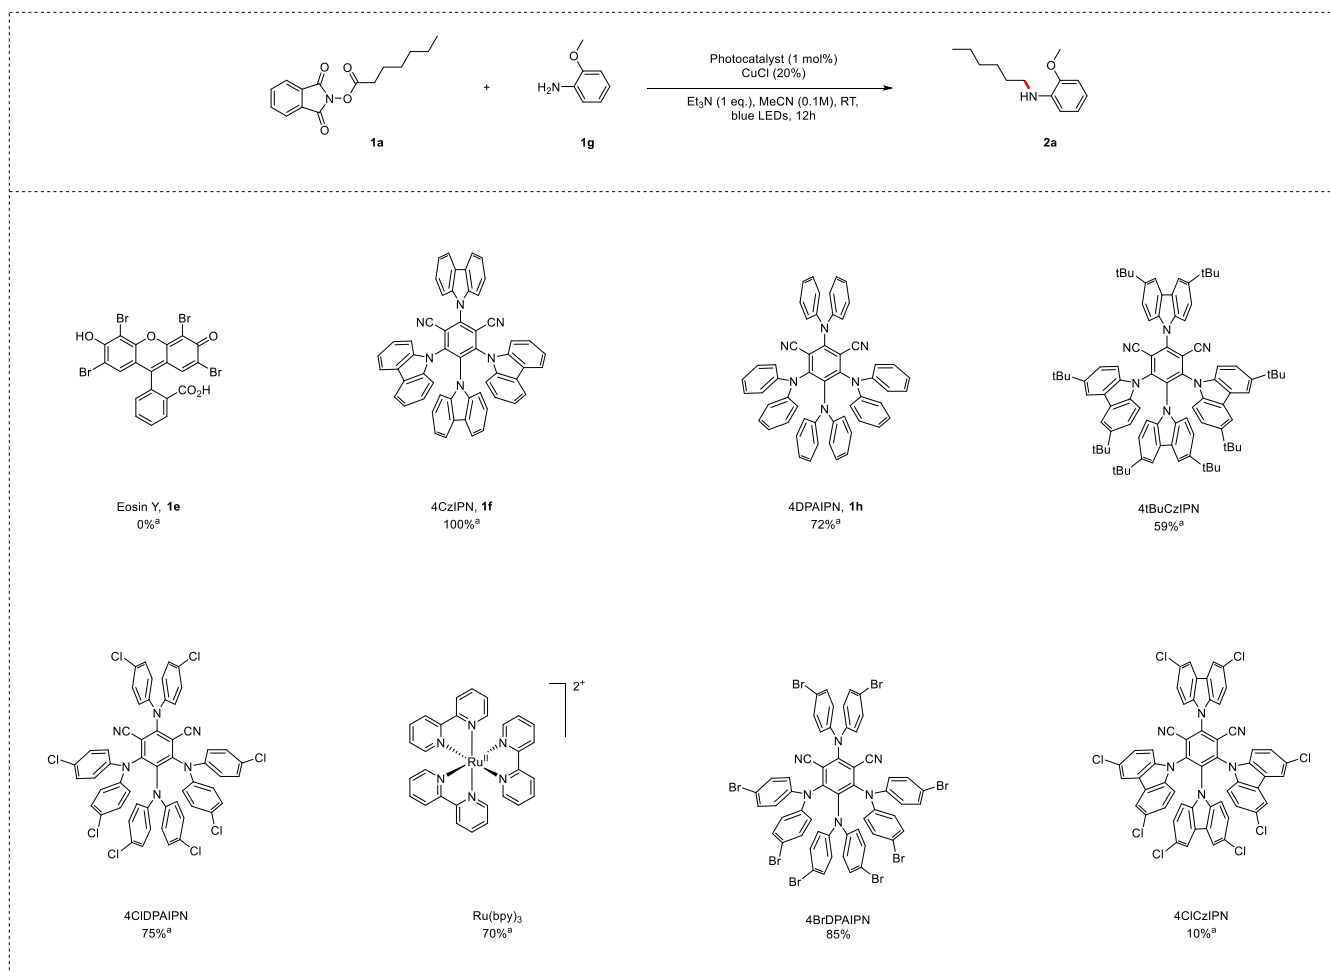 Photocatalyst (1 mol%)
CuCl (20%)
Et₃N (1 eq.), MeCN (0.1M), RT,
blue LEDs, 12h
O
O
N
O
O
+
H₂N
O
HN
O
1a
1g
2a
Br
Br
HO
O
O
Br
Br
CO₂H
N
NC
CN
N
N
N
N
NC
CN
N
N
N
tBu
tBu
N
NC
CN
tBu
N
N
tBu
N
tBu
tBu
tBu
tBu
Eosin Y, 1e
0%ᵃ
4CzIPN, 1f
100%ᵃ
4DPAIPN, 1h
72%ᵃ
4tBuCzIPN
59%ᵃ
Cl
Cl
N
NC
CN
Cl
N
N
Cl
N
Cl
Cl
Cl
Cl
2⁺
N
N
N
Ruᴵᴵ
N
N
N
Br
Br
N
NC
CN
Br
N
N
Br
N
Br
Br
Br
Br
Cl
Cl
N
NC
CN
Cl
N
N
Cl
N
Cl
Cl
Cl
Cl
4ClDPAIPN
75%ᵃ
Ru(bpy)₃
70%ᵃ
4BrDPAIPN
85%
4ClCzIPN
10%ᵃ